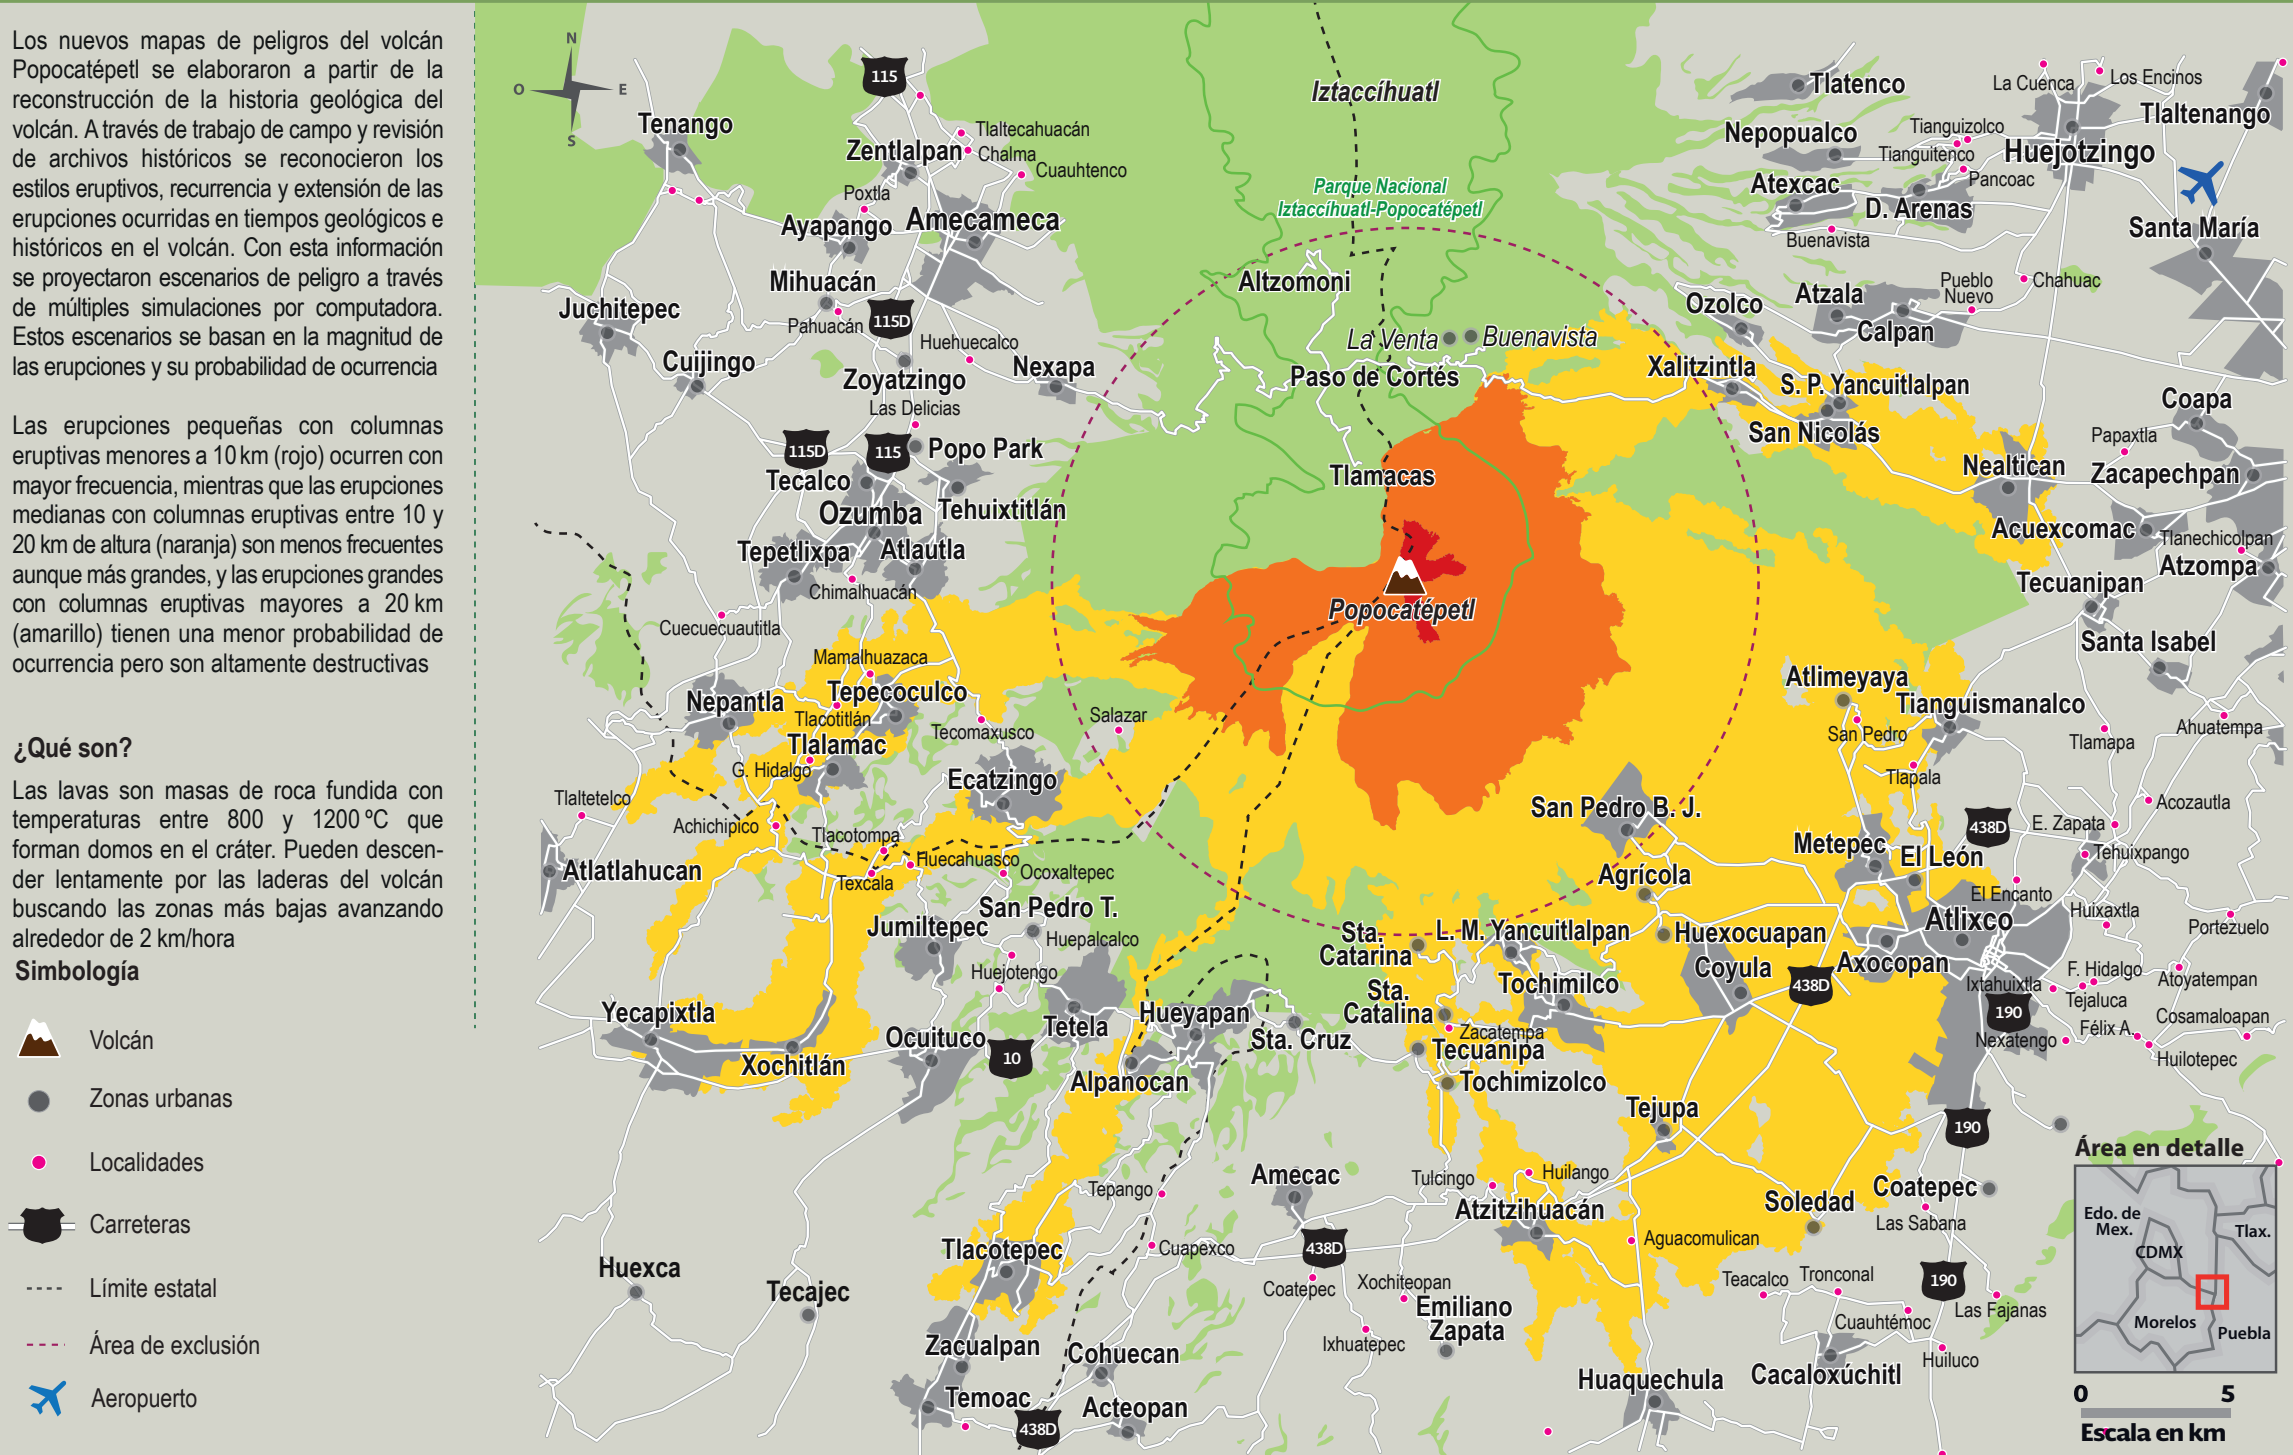 Los nuevos mapas de peligros del volcán
Popocatépetl se elaboraron a partir de la
reconstrucción de la historia geológica del
volcán. A través de trabajo de campo y revisión
de archivos históricos se reconocieron los
estilos eruptivos, recurrencia y extensión de las
erupciones ocurridas en tiempos geológicos e
históricos en el volcán. Con esta información
se proyectaron escenarios de peligro a través
de múltiples simulaciones por computadora.
Estos escenarios se basan en la magnitud de
las erupciones y su probabilidad de ocurrencia
Las erupciones pequeñas con columnas
eruptivas menores a 10 km (rojo) ocurren con
mayor frecuencia, mientras que las erupciones
medianas con columnas eruptivas entre 10 y
20 km de altura (naranja) son menos frecuentes
aunque más grandes, y las erupciones grandes
con columnas eruptivas mayores a 20 km
(amarillo) tienen una menor probabilidad de
ocurrencia pero son altamente destructivas
¿Qué son?
Las lavas son masas de roca fundida con
temperaturas entre 800 y 1200 ºC que
forman domos en el cráter. Pueden descen-
der lentamente por las laderas del volcán
buscando las zonas más bajas avanzando
alrededor de 2 km/hora
Simbología
Volcán
Zonas urbanas
Localidades
Carreteras
Límite estatal
Área de exclusión
Aeropuerto
N
O
E
S
115
Tenango
Zentlalpan
Tlaltecahuacán
Chalma
Cuauhtenco
Poxtla
Ayapango
Amecameca
Mihuacán
Pahuacán
115D
Juchitepec
Cuijingo
Huehuecalco
Nexapa
Zoyatzingo
Las Delicias
115D
115
Popo Park
Tecalco
Ozumba
Tehuixtitlán
Tepetlixpa
Atlautla
Chimalhuacán
Cuecuecuautitla
Mamalhuazaca
Nepantla
Tepecoculco
Tlacotitlán
Tecomaxusco
Tlalamac
G. Hidalgo
Ecatzingo
Salazar
Tlaltetelco
Achichipico
Tlacotompa
Huecahuasco
Atlatlahucan
Texcala
Ocoxaltepec
Jumiltepec
San Pedro T.
Huepalcalco
Huejotengo
Yecapixtla
Xochitlán
Ocuituco
10
Tetela
Hueyapan
Sta. Cruz
Alpanocan
Tepango
Tlacotepec
Cuapexco
Huexca
Tecajec
Zacualpan
Cohuecan
Temoac
438D
Acteopan
Iztaccíhuatl
Parque Nacional
Iztaccíhuatl-Popocatépetl
Altzomoni
La Venta
Buenavista
Paso de Cortés
Tlamacas
Popocatépetl
Tlatenco
La Cuenca
Los Encinos
Nepopualco
Tianguizolco
Tianguitenco
Huejotzingo
Tlaltenango
Pancoac
Atexcac
D. Arenas
Buenavista
Santa María
Ozolco
Atzala
Pueblo
Nuevo
Chahuac
Calpan
Xalitzintla
S. P. Yancuitlalpan
San Nicolás
Coapa
Papaxtla
Nealtican
Zacapechpan
Acuexcomac
Tlanechicolpan
Atzompa
Tecuanipan
Santa Isabel
Atlimeyaya
San Pedro
Tianguismanalco
Ahuatempa
Tlamapa
Tlapala
Acozautla
San Pedro B. J.
438D
E. Zapata
Metepec
El León
Tehuixpango
Agrícola
El Encanto
Huixaxtla
Portezuelo
Sta.
Catarina
L. M. Yancuitlalpan
Huexocuapan
Atlixco
Coyula
438D
Axocopan
Ixtahuixtla
F. Hidalgo
Tejaluca
Atoyatempan
Tochimilco
Sta.
Catalina
Zacatempa
190
Nexatengo
Félix A.
Cosamaloapan
Huilotepec
Tecuánipa
Tochimizolco
Tejupa
190
Amecac
Tulcingo
Huilango
Atzitzihuacán
Soledad
Coatepec
Las Sabana
Aguacomulican
438D
Coatepec
Xochiteopan
Emiliano
Zapata
Ixhuatepec
Teacalco
Tronconal
190
Las Fajanas
Cuauhtémoc
Huiluco
Huaquechula
Cacaloxúchitl
Área en detalle
Edo. de
Mex.
CDMX
Tlax.
Morelos
Puebla
0
5
Escala en km